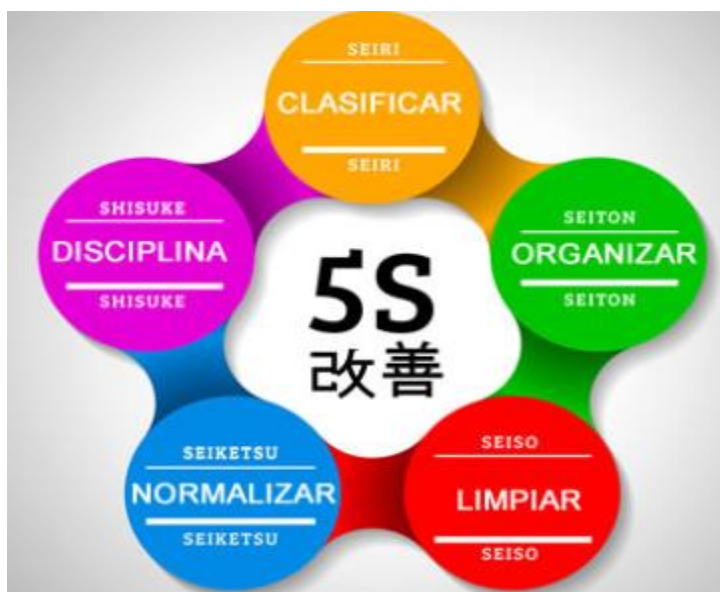 SEIRI
CLASIFICAR
SEIRI
SEITON
ORGANIZAR
SEITON
SEISO
LIMPIAR
SEISO
SEIKETSU
NORMALIZAR
SEIKETSU
SHISUKE
DISCIPLINA
SHISUKE
5S
改善